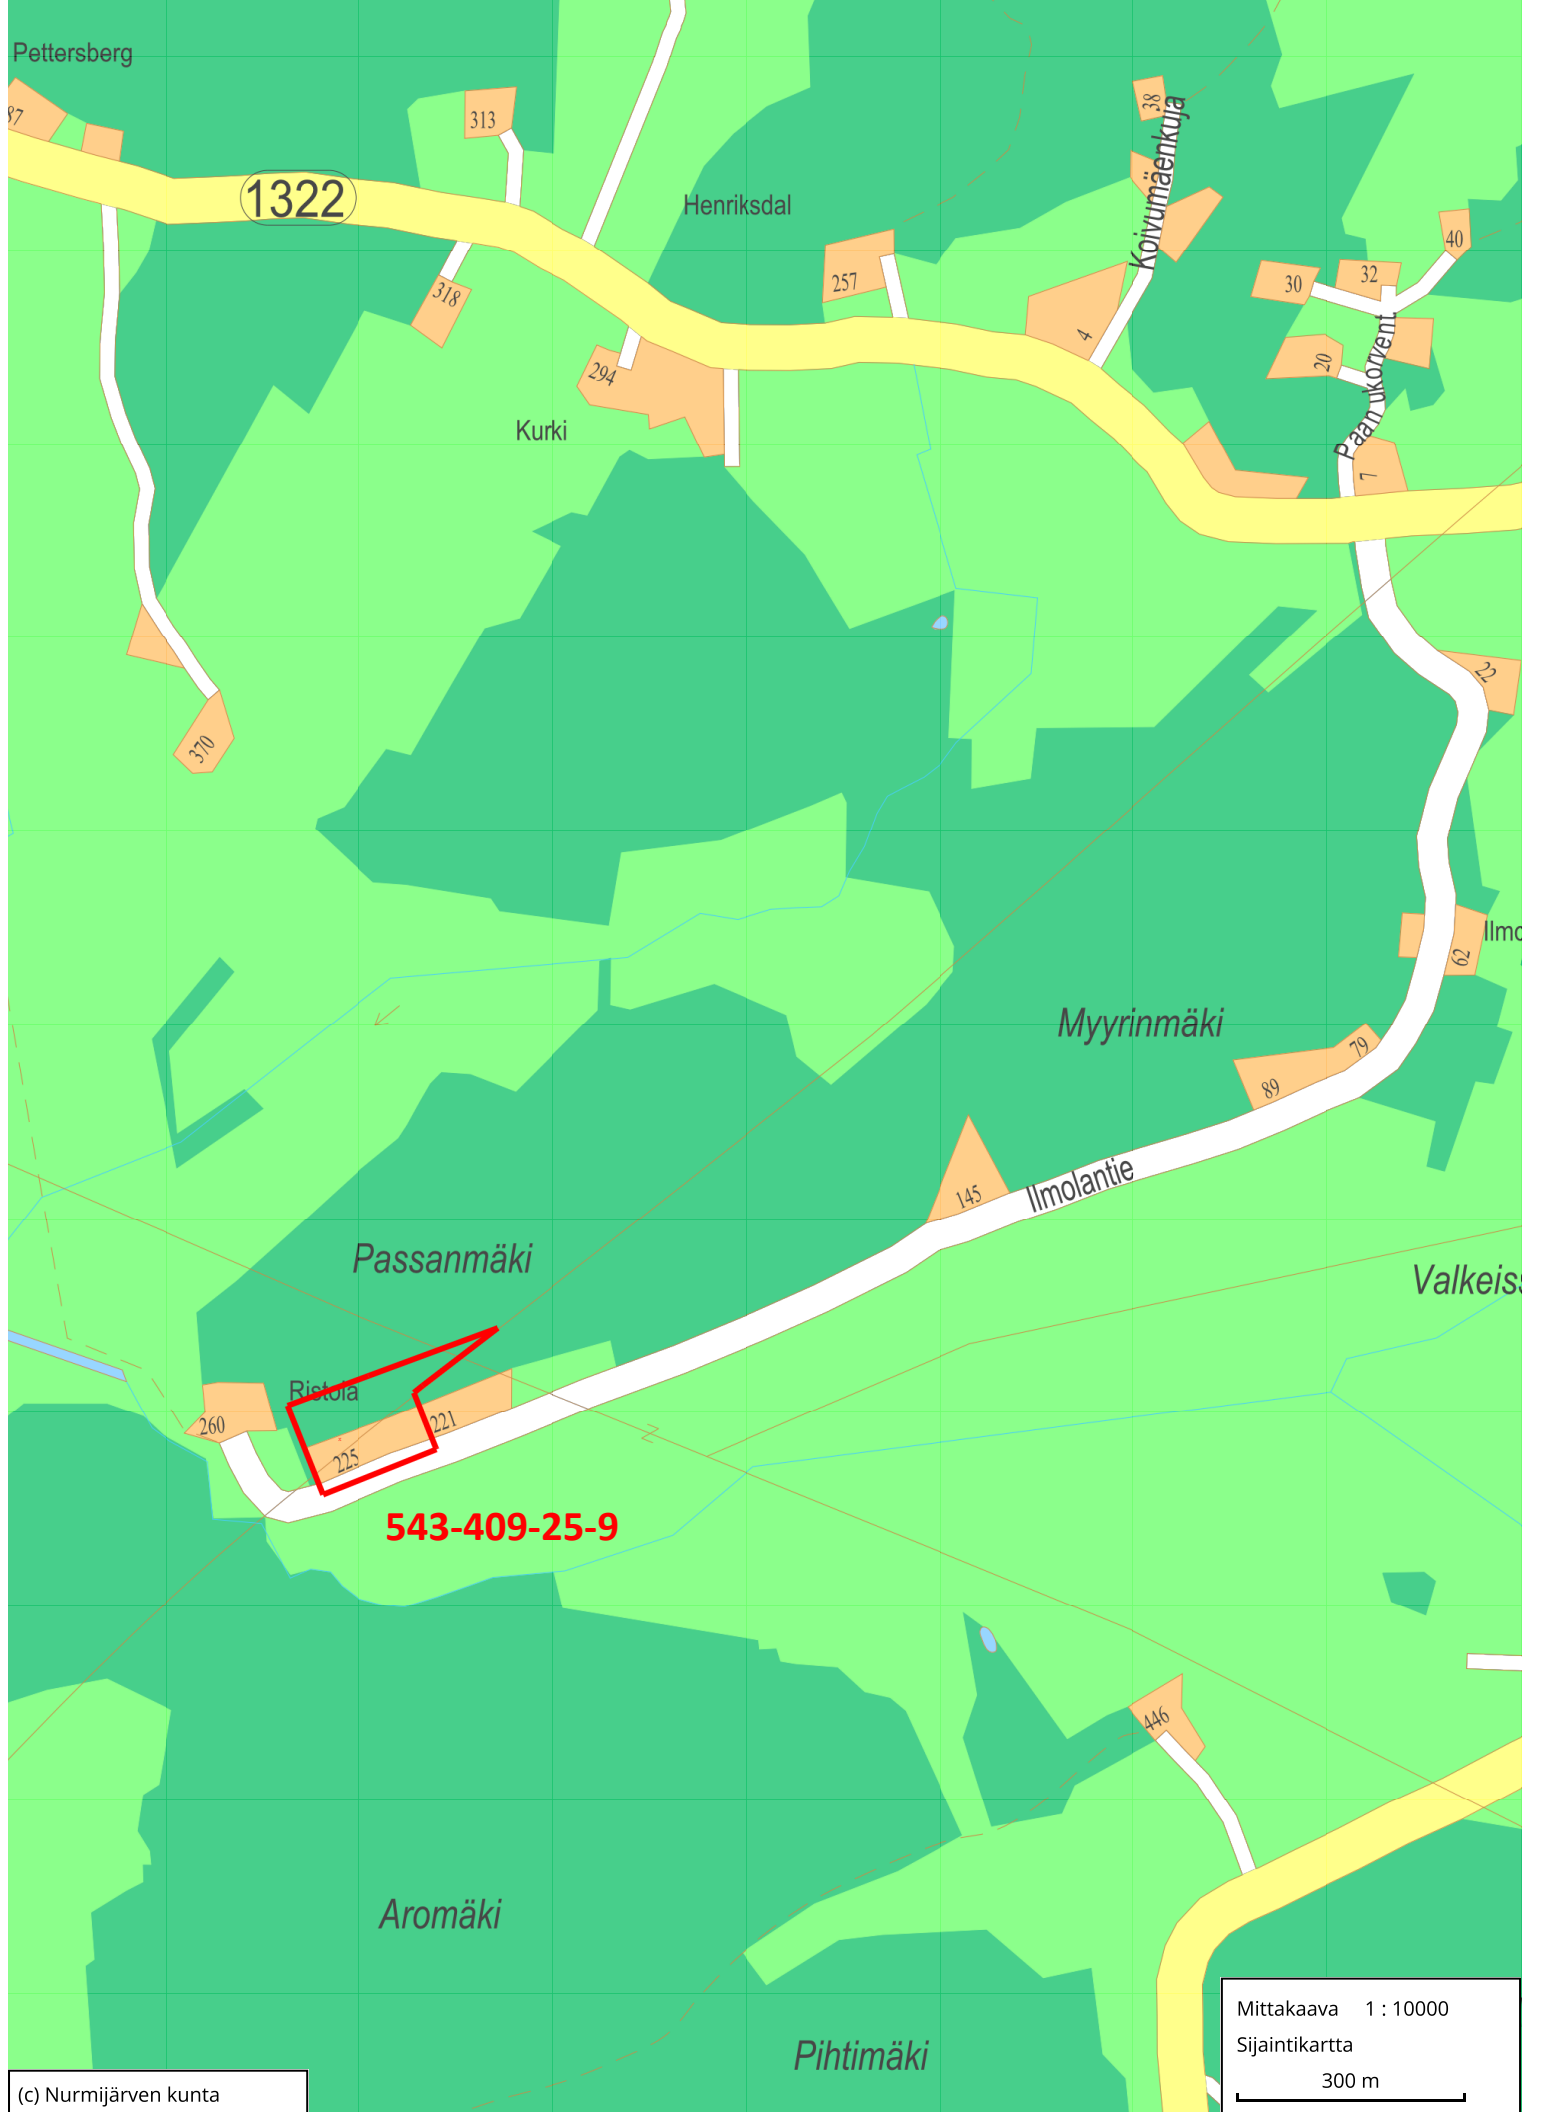 Pettersberg
87
313
1322
318
Henriksdal
257
294
Kurki
38
Koivumäenkuja
4
30
32
40
20
Paan ukorvent
7
22
370
Ilmo
62
Myyrinmäki
79
89
145
Ilmolantie
Passanmäki
Valkeiss
Ristola
260
221
225
543-409-25-9
446
Aromäki
Pihtimäki
Mittakaava 1 : 10000
Sijaintikartta
300 m
(c) Nurmijärven kunta